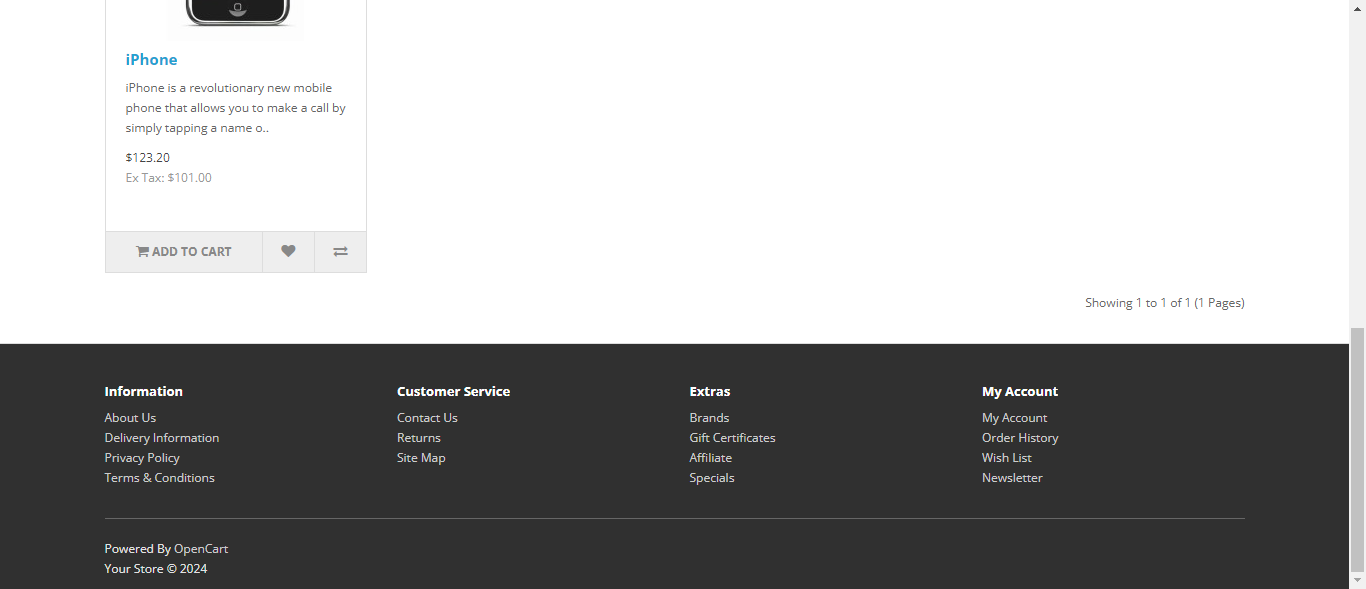 iPhone
iPhone is a revolutionary new mobile
phone that allows you to make a call by
simply tapping a name o..
$123.20
Ex Tax: $101.00
ADD TO CART
Showing 1 to 1 of 1 (1 Pages)
Information
About Us
Delivery Information
Privacy Policy
Terms & Conditions
Customer Service
Contact Us
Returns
Site Map
Extras
Brands
Gift Certificates
Affiliate
Specials
My Account
My Account
Order History
Wish List
Newsletter
Powered By OpenCart
Your Store © 2024